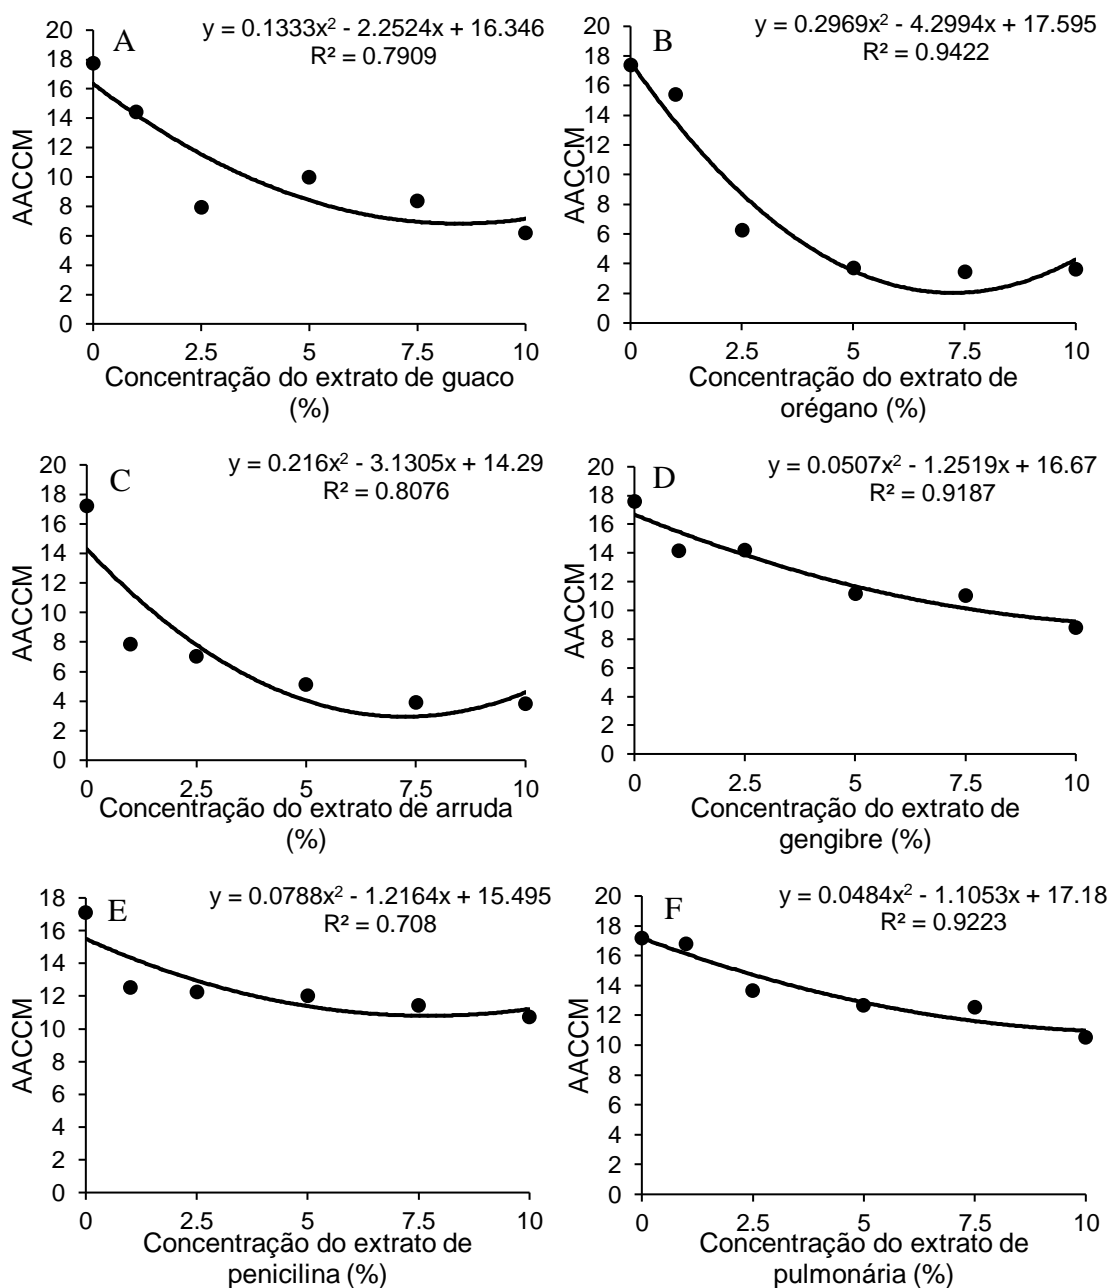 A
y = 0.1333x² - 2.2524x + 16.346
R² = 0.7909
AACCM
20
18
16
14
12
10
8
6
4
2
0
0 2.5 5 7.5 10
Concentração do extrato de guaco
(%)
B
y = 0.2969x² - 4.2994x + 17.595
R² = 0.9422
AACCM
20
18
16
14
12
10
8
6
4
2
0
0 2.5 5 7.5 10
Concentração do extrato de
orégano (%)
C
y = 0.216x² - 3.1305x + 14.29
R² = 0.8076
AACCM
20
18
16
14
12
10
8
6
4
2
0
0 2.5 5 7.5 10
Concentração do extrato de arruda
(%)
D
y = 0.0507x² - 1.2519x + 16.67
R² = 0.9187
AACCM
20
18
16
14
12
10
8
6
4
2
0
0 2.5 5 7.5 10
Concentração do extrato de
gengibre (%)
E
y = 0.0788x² - 1.2164x + 15.495
R² = 0.708
AACCM
18
16
14
12
10
8
6
4
2
0
0 2.5 5 7.5 10
Concentração do extrato de
penicilina (%)
F
y = 0.0484x² - 1.1053x + 17.18
R² = 0.9223
AACCM
20
18
16
14
12
10
8
6
4
2
0
0 2.5 5 7.5 10
Concentração do extrato de
pulmonária (%)